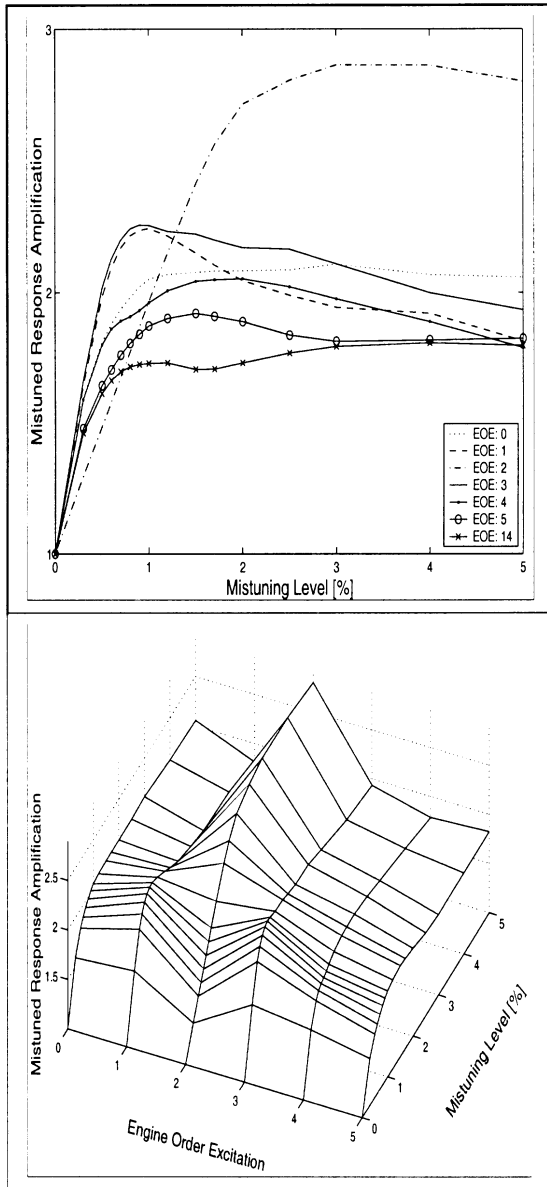 3
2
1
Mistuned Response Amplification
0 1 2 3 4 5
Mistuning Level [%]
EOE: 0
EOE: 1
EOE: 2
EOE: 3
EOE: 4
EOE: 5
EOE: 14
2.5
2
1.5
Mistuned Response Amplification
0 1 2 3 4 5
Engine Order Excitation
0 1 2 3 4 5
Mistuning Level [%]